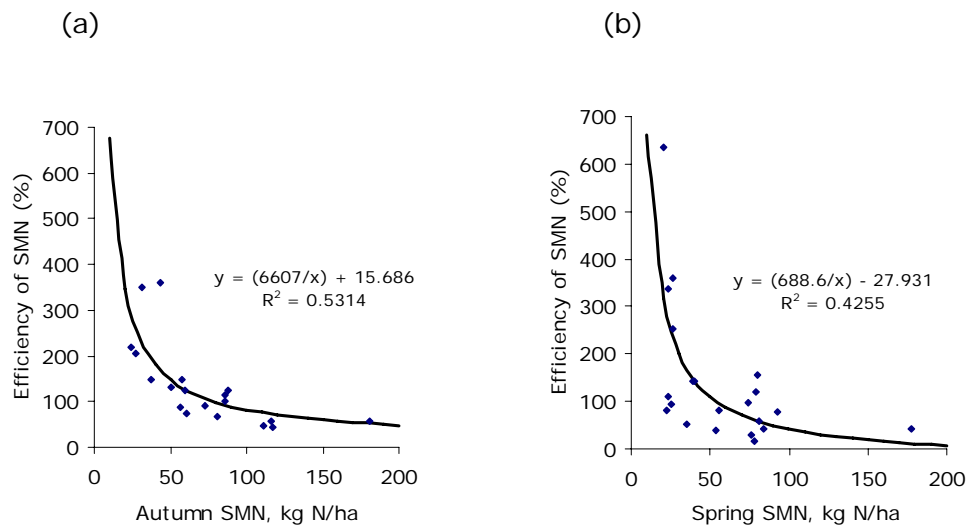 (a)
700
600
500
400
300
200
100
0
Efficiency of SMN (%)
y = (6607/x) + 15.686
R² = 0.5314
0 50 100 150 200
Autumn SMN, kg N/ha
(b)
700
600
500
400
300
200
100
0
Efficiency of SMN (%)
y = (688.6/x) - 27.931
R² = 0.4255
0 50 100 150 200
Spring SMN, kg N/ha